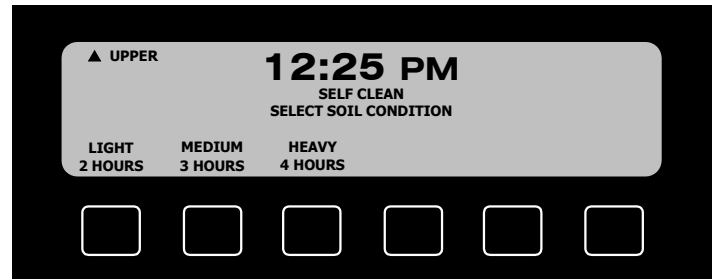 ▲ UPPER
12:25 PM
SELF CLEAN
SELECT SOIL CONDITION
LIGHT MEDIUM HEAVY
2 HOURS 3 HOURS 4 HOURS